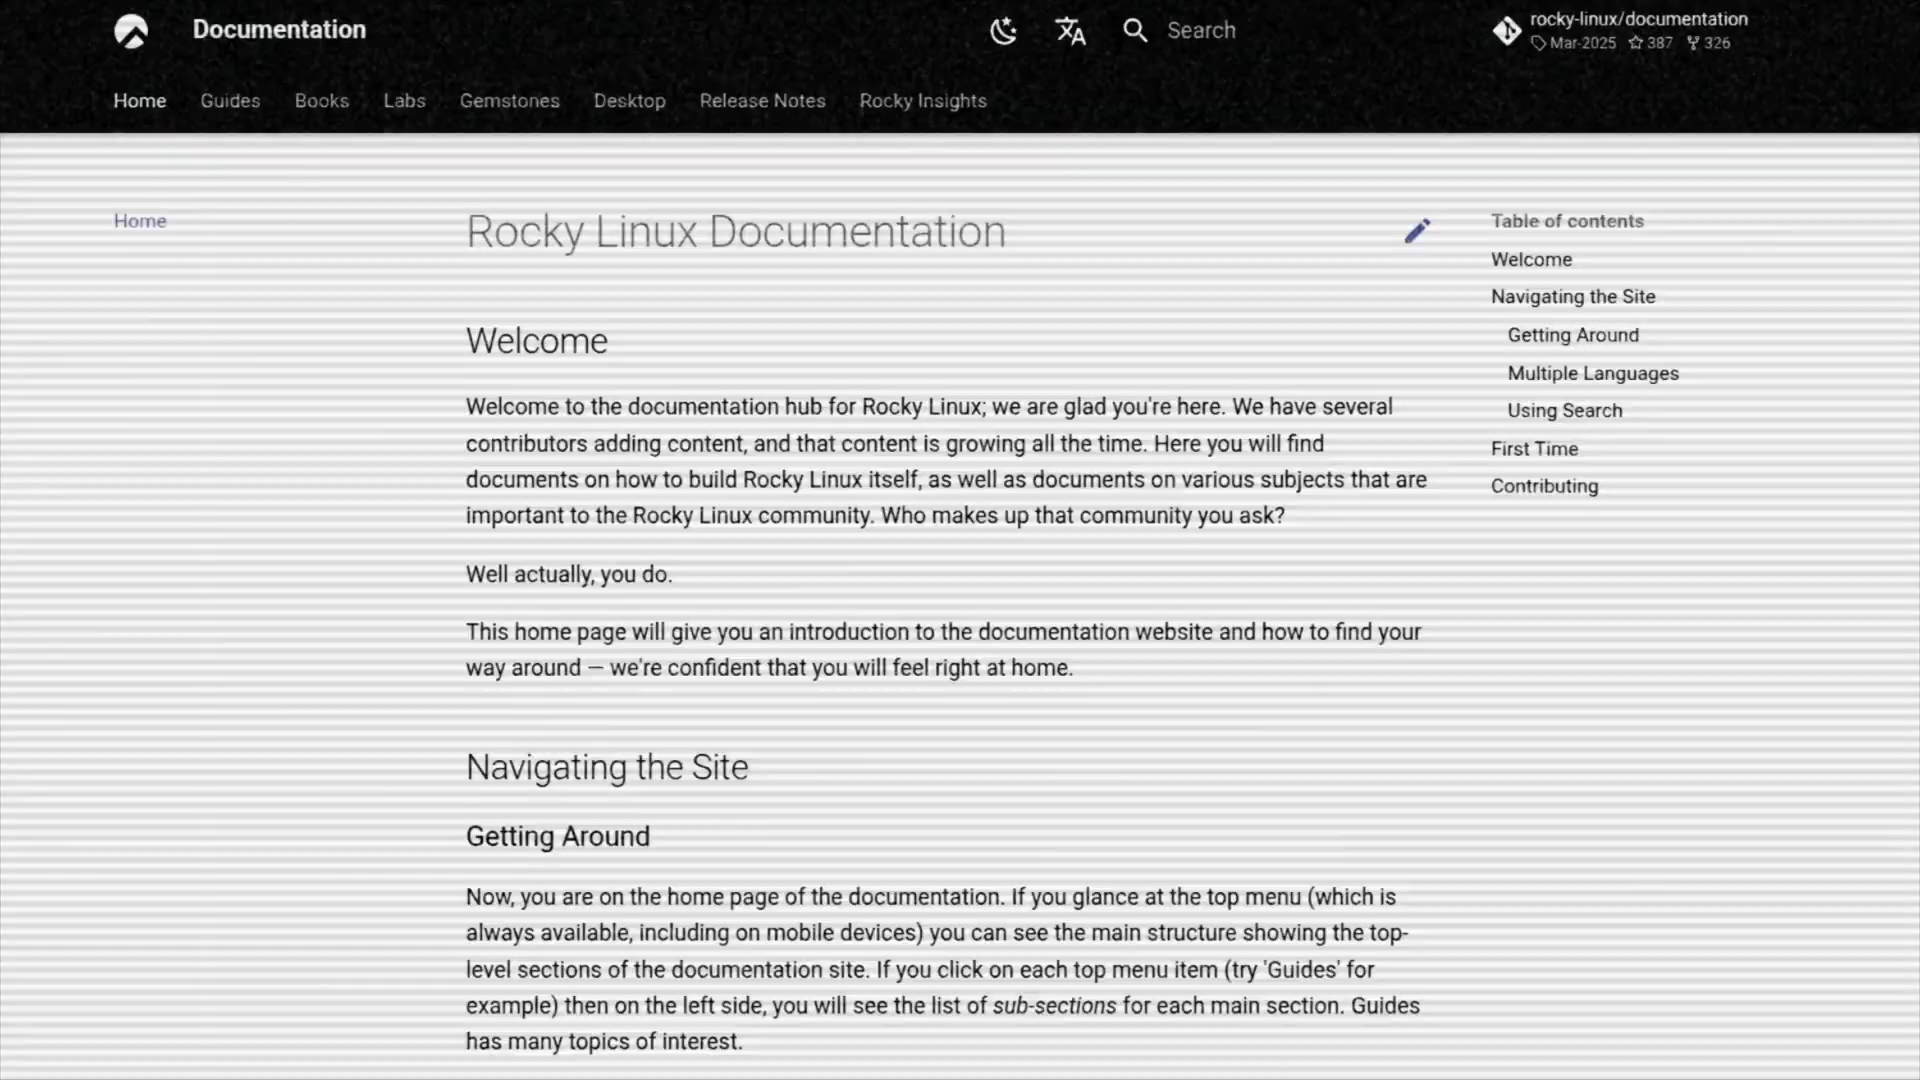 Documentation
Search
rocky-linux/documentation
Mar-2025 387 326
Home Guides Books Labs Gemstones Desktop Release Notes Rocky Insights
Home
Rocky Linux Documentation
Welcome
Welcome to the documentation hub for Rocky Linux; we are glad you're here. We have several
contributors adding content, and that content is growing all the time. Here you will find
documents on how to build Rocky Linux itself, as well as documents on various subjects that are
important to the Rocky Linux community. Who makes up that community you ask?
Well actually, you do.
This home page will give you an introduction to the documentation website and how to find your
way around — we're confident that you will feel right at home.
Navigating the Site
Getting Around
Now, you are on the home page of the documentation. If you glance at the top menu (which is
always available, including on mobile devices) you can see the main structure showing the top-
level sections of the documentation site. If you click on each top menu item (try 'Guides' for
example) then on the left side, you will see the list of sub-sections for each main section. Guides
has many topics of interest.
Table of contents
Welcome
Navigating the Site
Getting Around
Multiple Languages
Using Search
First Time
Contributing